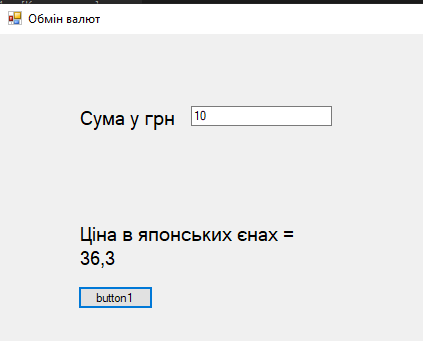 Обмін валют
Сума у грн 10
Ціна в японських єнах =
36,3
button1